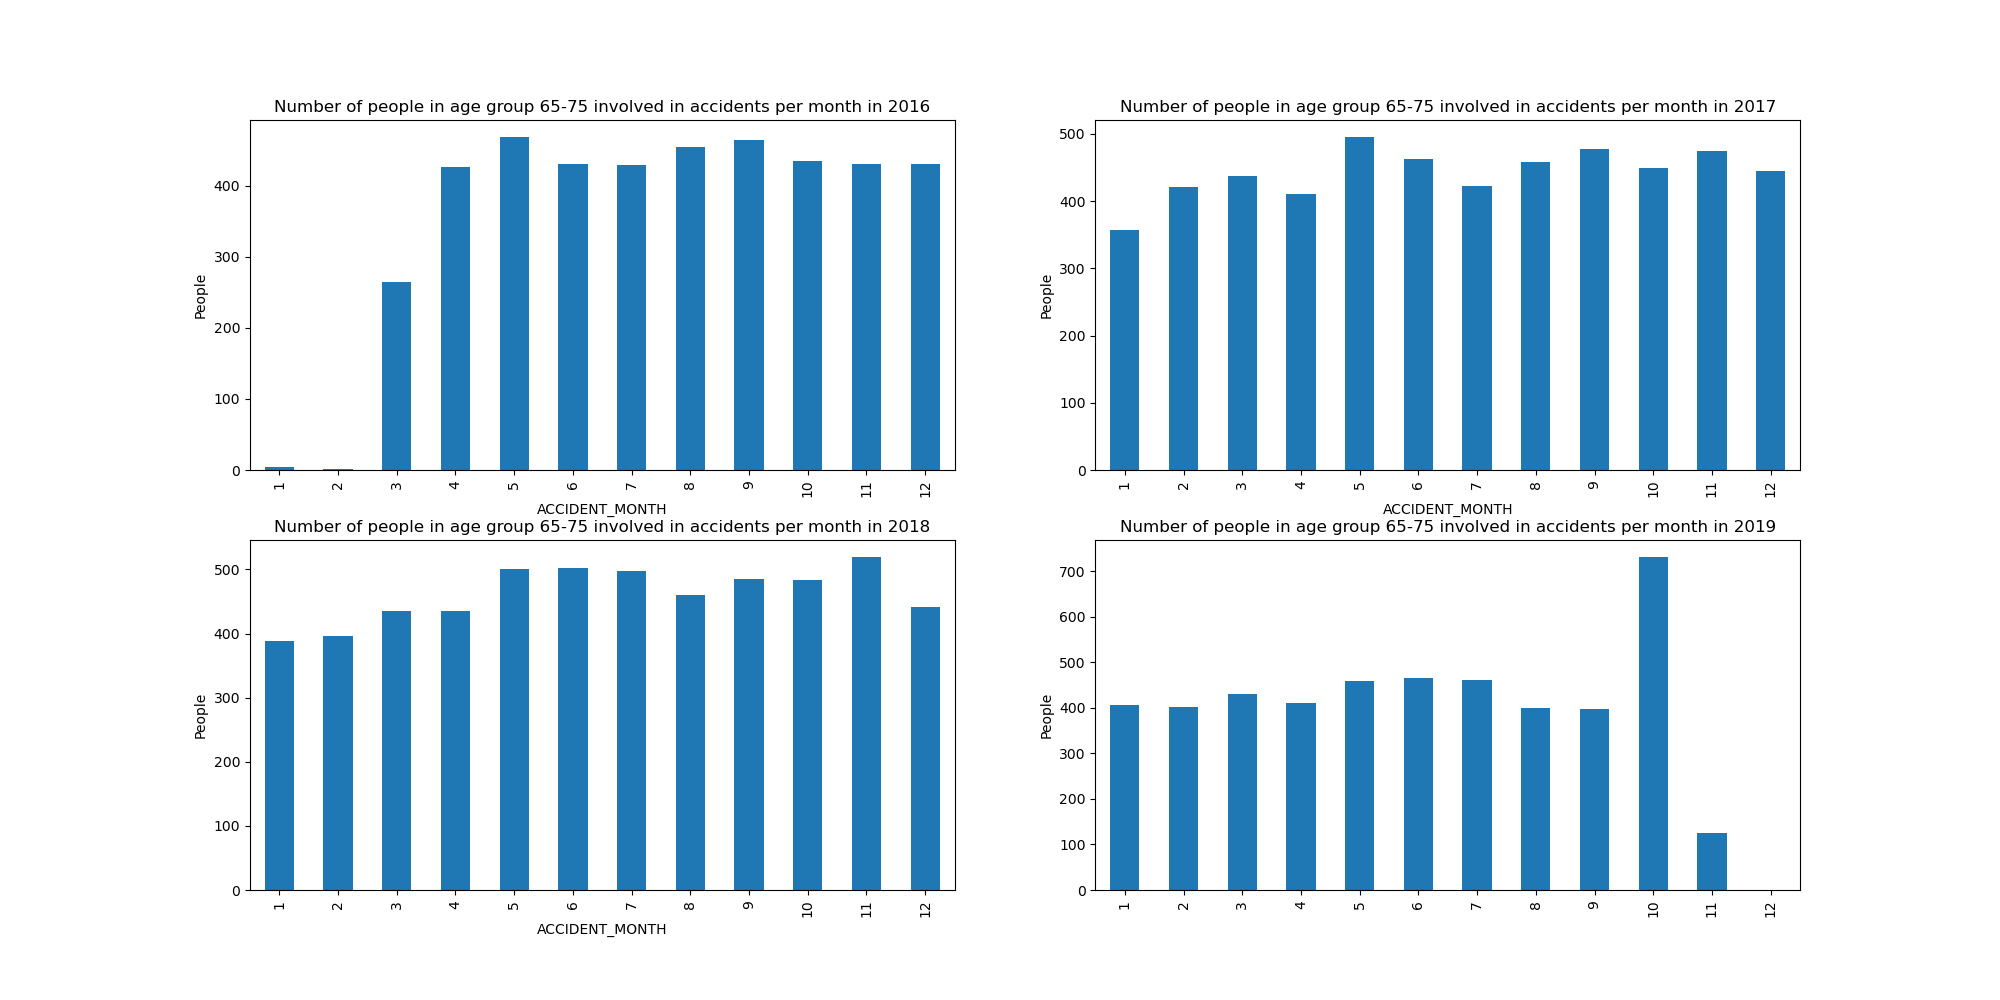 Number of people in age group 65-75 involved in accidents per month in 2016
People
400
300
200
100
0
1 2 3 4 5 6 7 8 9 10 11 12
ACCIDENT_MONTH
Number of people in age group 65-75 involved in accidents per month in 2017
People
500
400
300
200
100
0
1 2 3 4 5 6 7 8 9 10 11 12
ACCIDENT_MONTH
Number of people in age group 65-75 involved in accidents per month in 2018
People
500
400
300
200
100
0
1 2 3 4 5 6 7 8 9 10 11 12
ACCIDENT_MONTH
Number of people in age group 65-75 involved in accidents per month in 2019
People
700
600
500
400
300
200
100
0
1 2 3 4 5 6 7 8 9 10 11 12